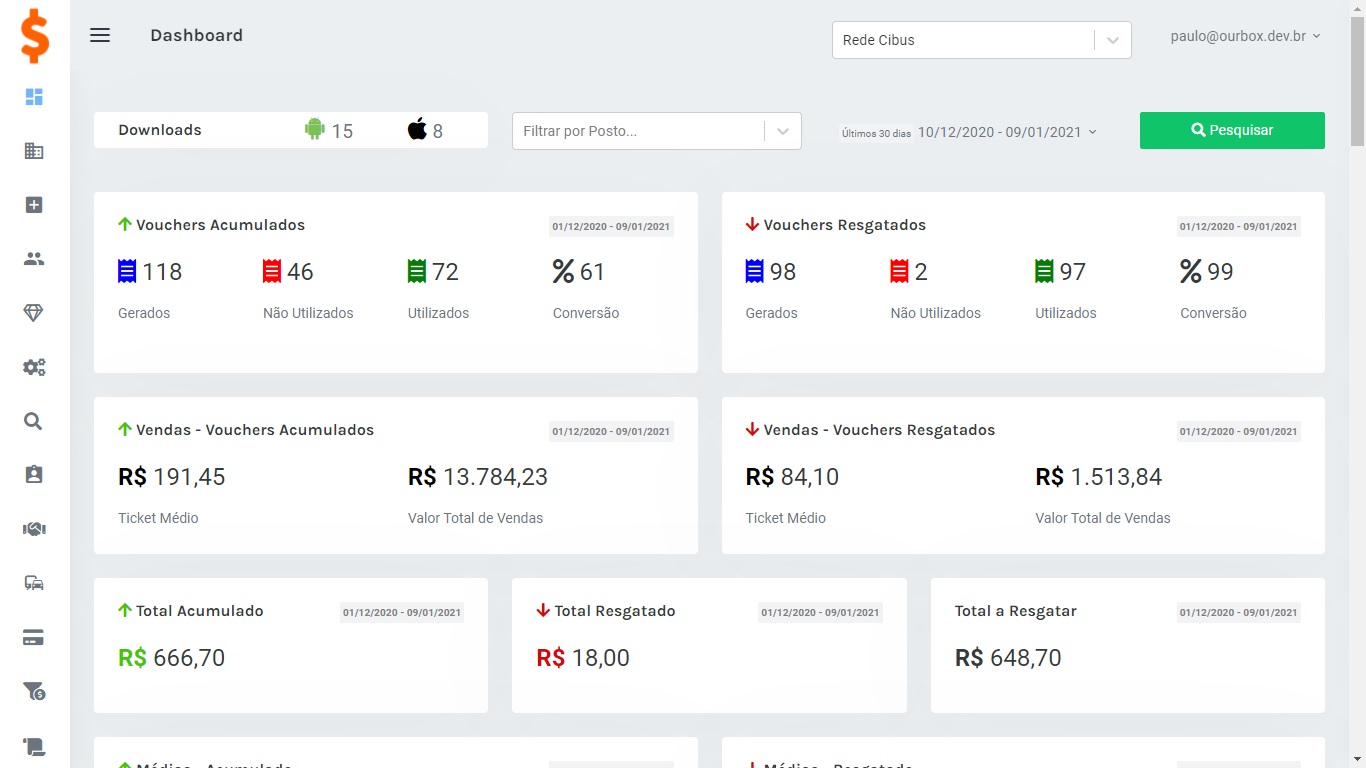 Dashboard
Rede Cibus
paulo@ourbox.dev.br
Downloads 15 8
Filtrar por Posto...
Últimos 30 dias 10/12/2020 - 09/01/2021
Pesquisar
Vouchers Acumulados 01/12/2020 - 09/01/2021
118 46 72 % 61
Gerados Não Utilizados Utilizados Conversão
Vouchers Resgatados 01/12/2020 - 09/01/2021
98 2 97 % 99
Gerados Não Utilizados Utilizados Conversão
Vendas - Vouchers Acumulados 01/12/2020 - 09/01/2021
R$ 191,45 R$ 13.784,23
Ticket Médio Valor Total de Vendas
Vendas - Vouchers Resgatados 01/12/2020 - 09/01/2021
R$ 84,10 R$ 1.513,84
Ticket Médio Valor Total de Vendas
Total Acumulado 01/12/2020 - 09/01/2021
R$ 666,70
Total Resgatado 01/12/2020 - 09/01/2021
R$ 18,00
Total a Resgatar 01/12/2020 - 09/01/2021
R$ 648,70